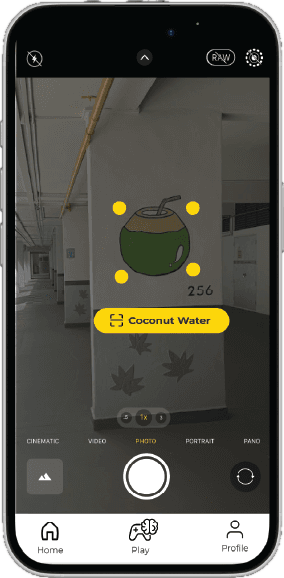 RAW
256
Coconut Water
.5 1x 3
CINEMATIC VIDEO PHOTO PORTRAIT PANO
Home Play Profile